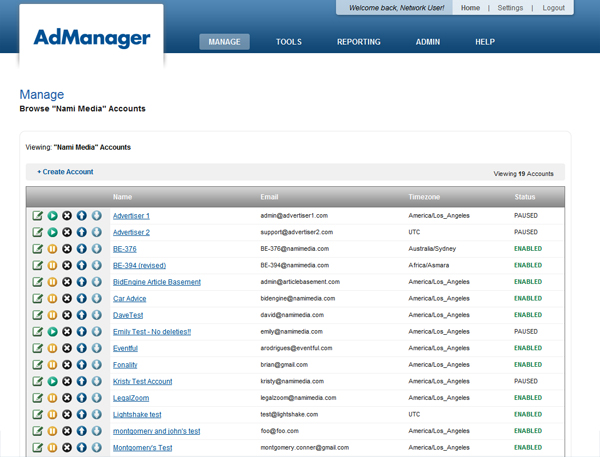 Welcome back, Network User! Home | Settings | Logout
AdManager
MANAGE TOOLS REPORTING ADMIN HELP
Manage
Browse "Nami Media" Accounts
Viewing: "Nami Media" Accounts
+ Create Account Viewing 19 Accounts
Name Email Timezone Status
Advertiser 1 admin@advertiser1.com America/Los_Angeles PAUSED
Advertiser 2 support@advertiser2.com UTC PAUSED
BE-376 BE-376@namimedia.com Australia/Sydney ENABLED
BE-394 (revised) BE-394@namimedia.com Africa/Asmara ENABLED
BidEngine Article Basement admin@articlebasement.com America/Los_Angeles ENABLED
Car Advice bidengine@namimedia.com America/Los_Angeles ENABLED
DaveTest david@namimedia.com America/Los_Angeles ENABLED
Emily Test - No deleties!! emily@namimedia.com America/Los_Angeles PAUSED
Eventful arodrigues@eventful.com America/Los_Angeles ENABLED
Fonality brian@gmail.com America/Los_Angeles ENABLED
Kristy Test Account kristy@namimedia.com America/Los_Angeles PAUSED
LegalZoom legalzoom@namimedia.com America/Los_Angeles ENABLED
Lightshake test test@lightshake.com UTC ENABLED
montgomery and john's test foo@foo.com America/Los_Angeles ENABLED
Montgomery's Test montgomery.conner@gmail.com America/Los_Angeles ENABLED